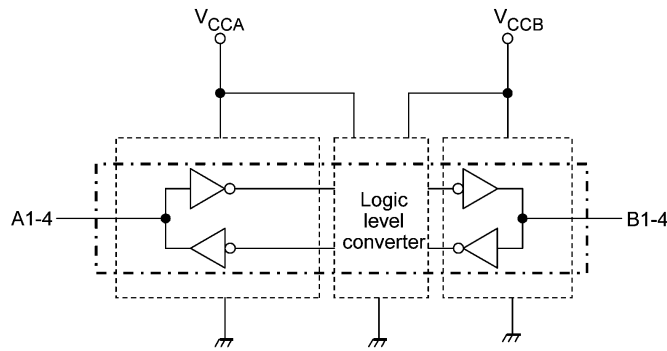 VCCA
VCCB
A1-4
Logic
level
converter
B1-4